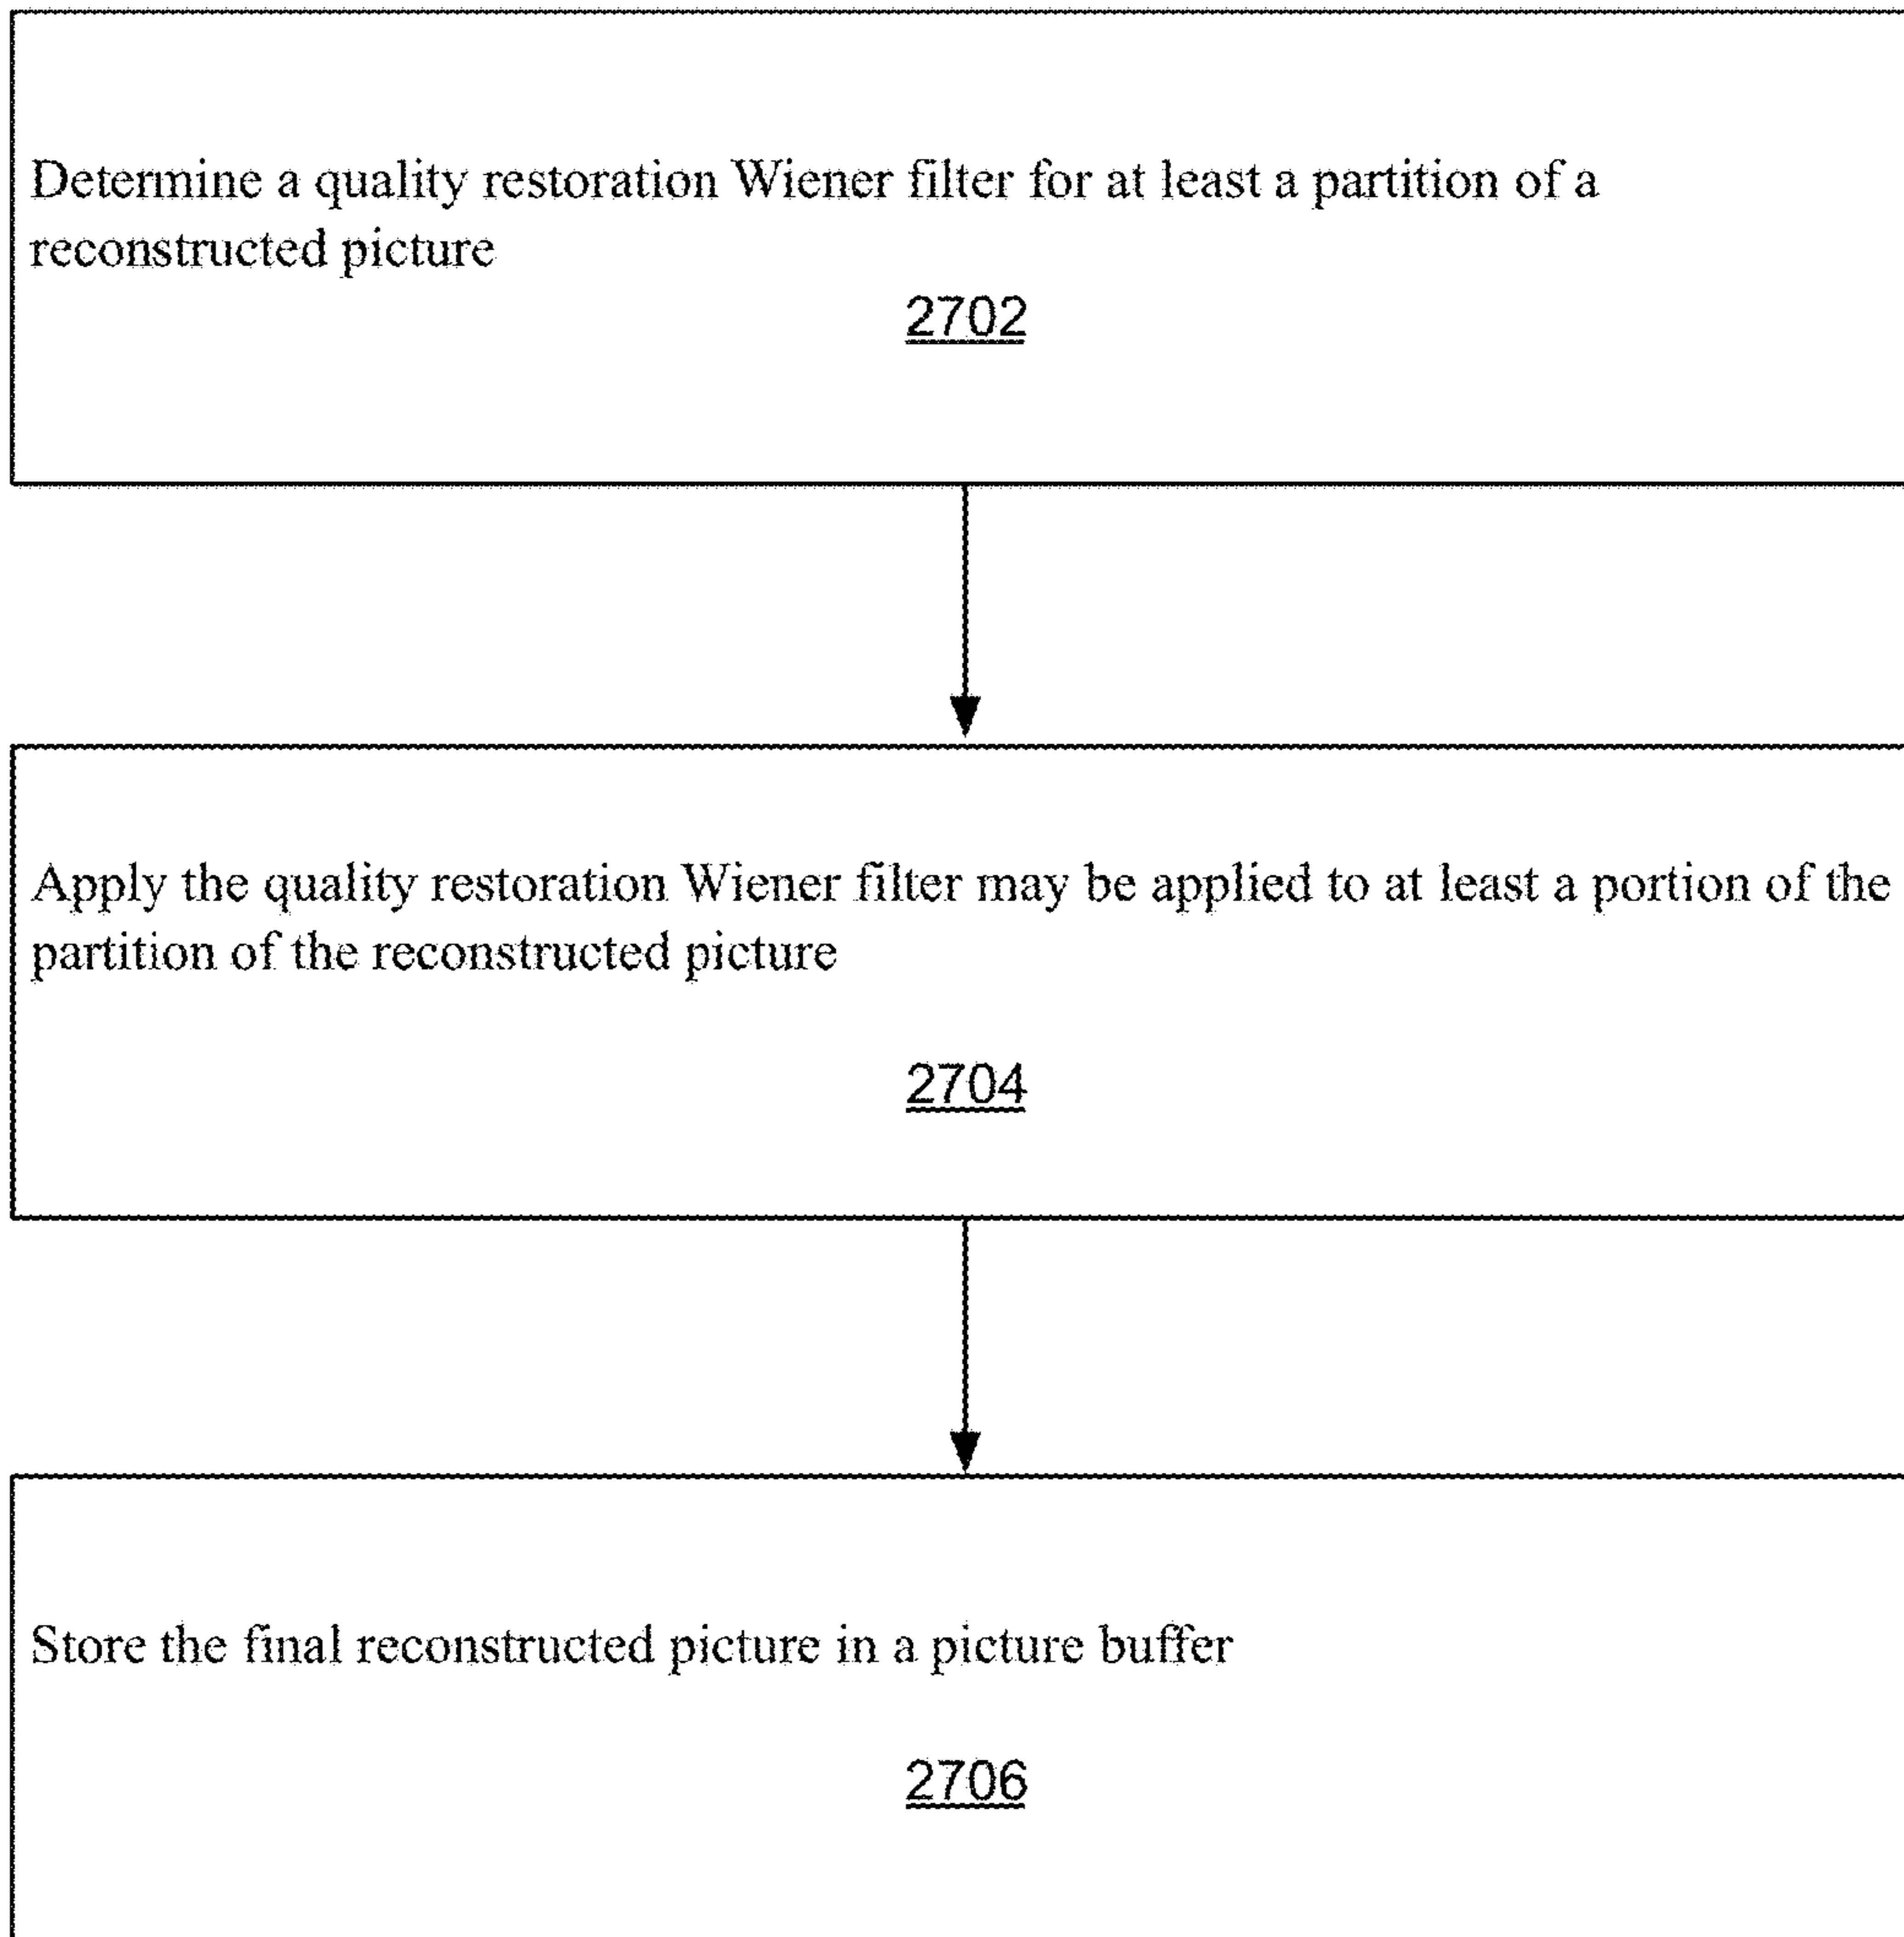 Determine a quality restoration Wiener filter for at least a partition of a
reconstructed picture
2702
Apply the quality restoration Wiener filter may be applied to at least a portion of the
partition of the reconstructed picture
2704
Store the final reconstructed picture in a picture buffer
2706